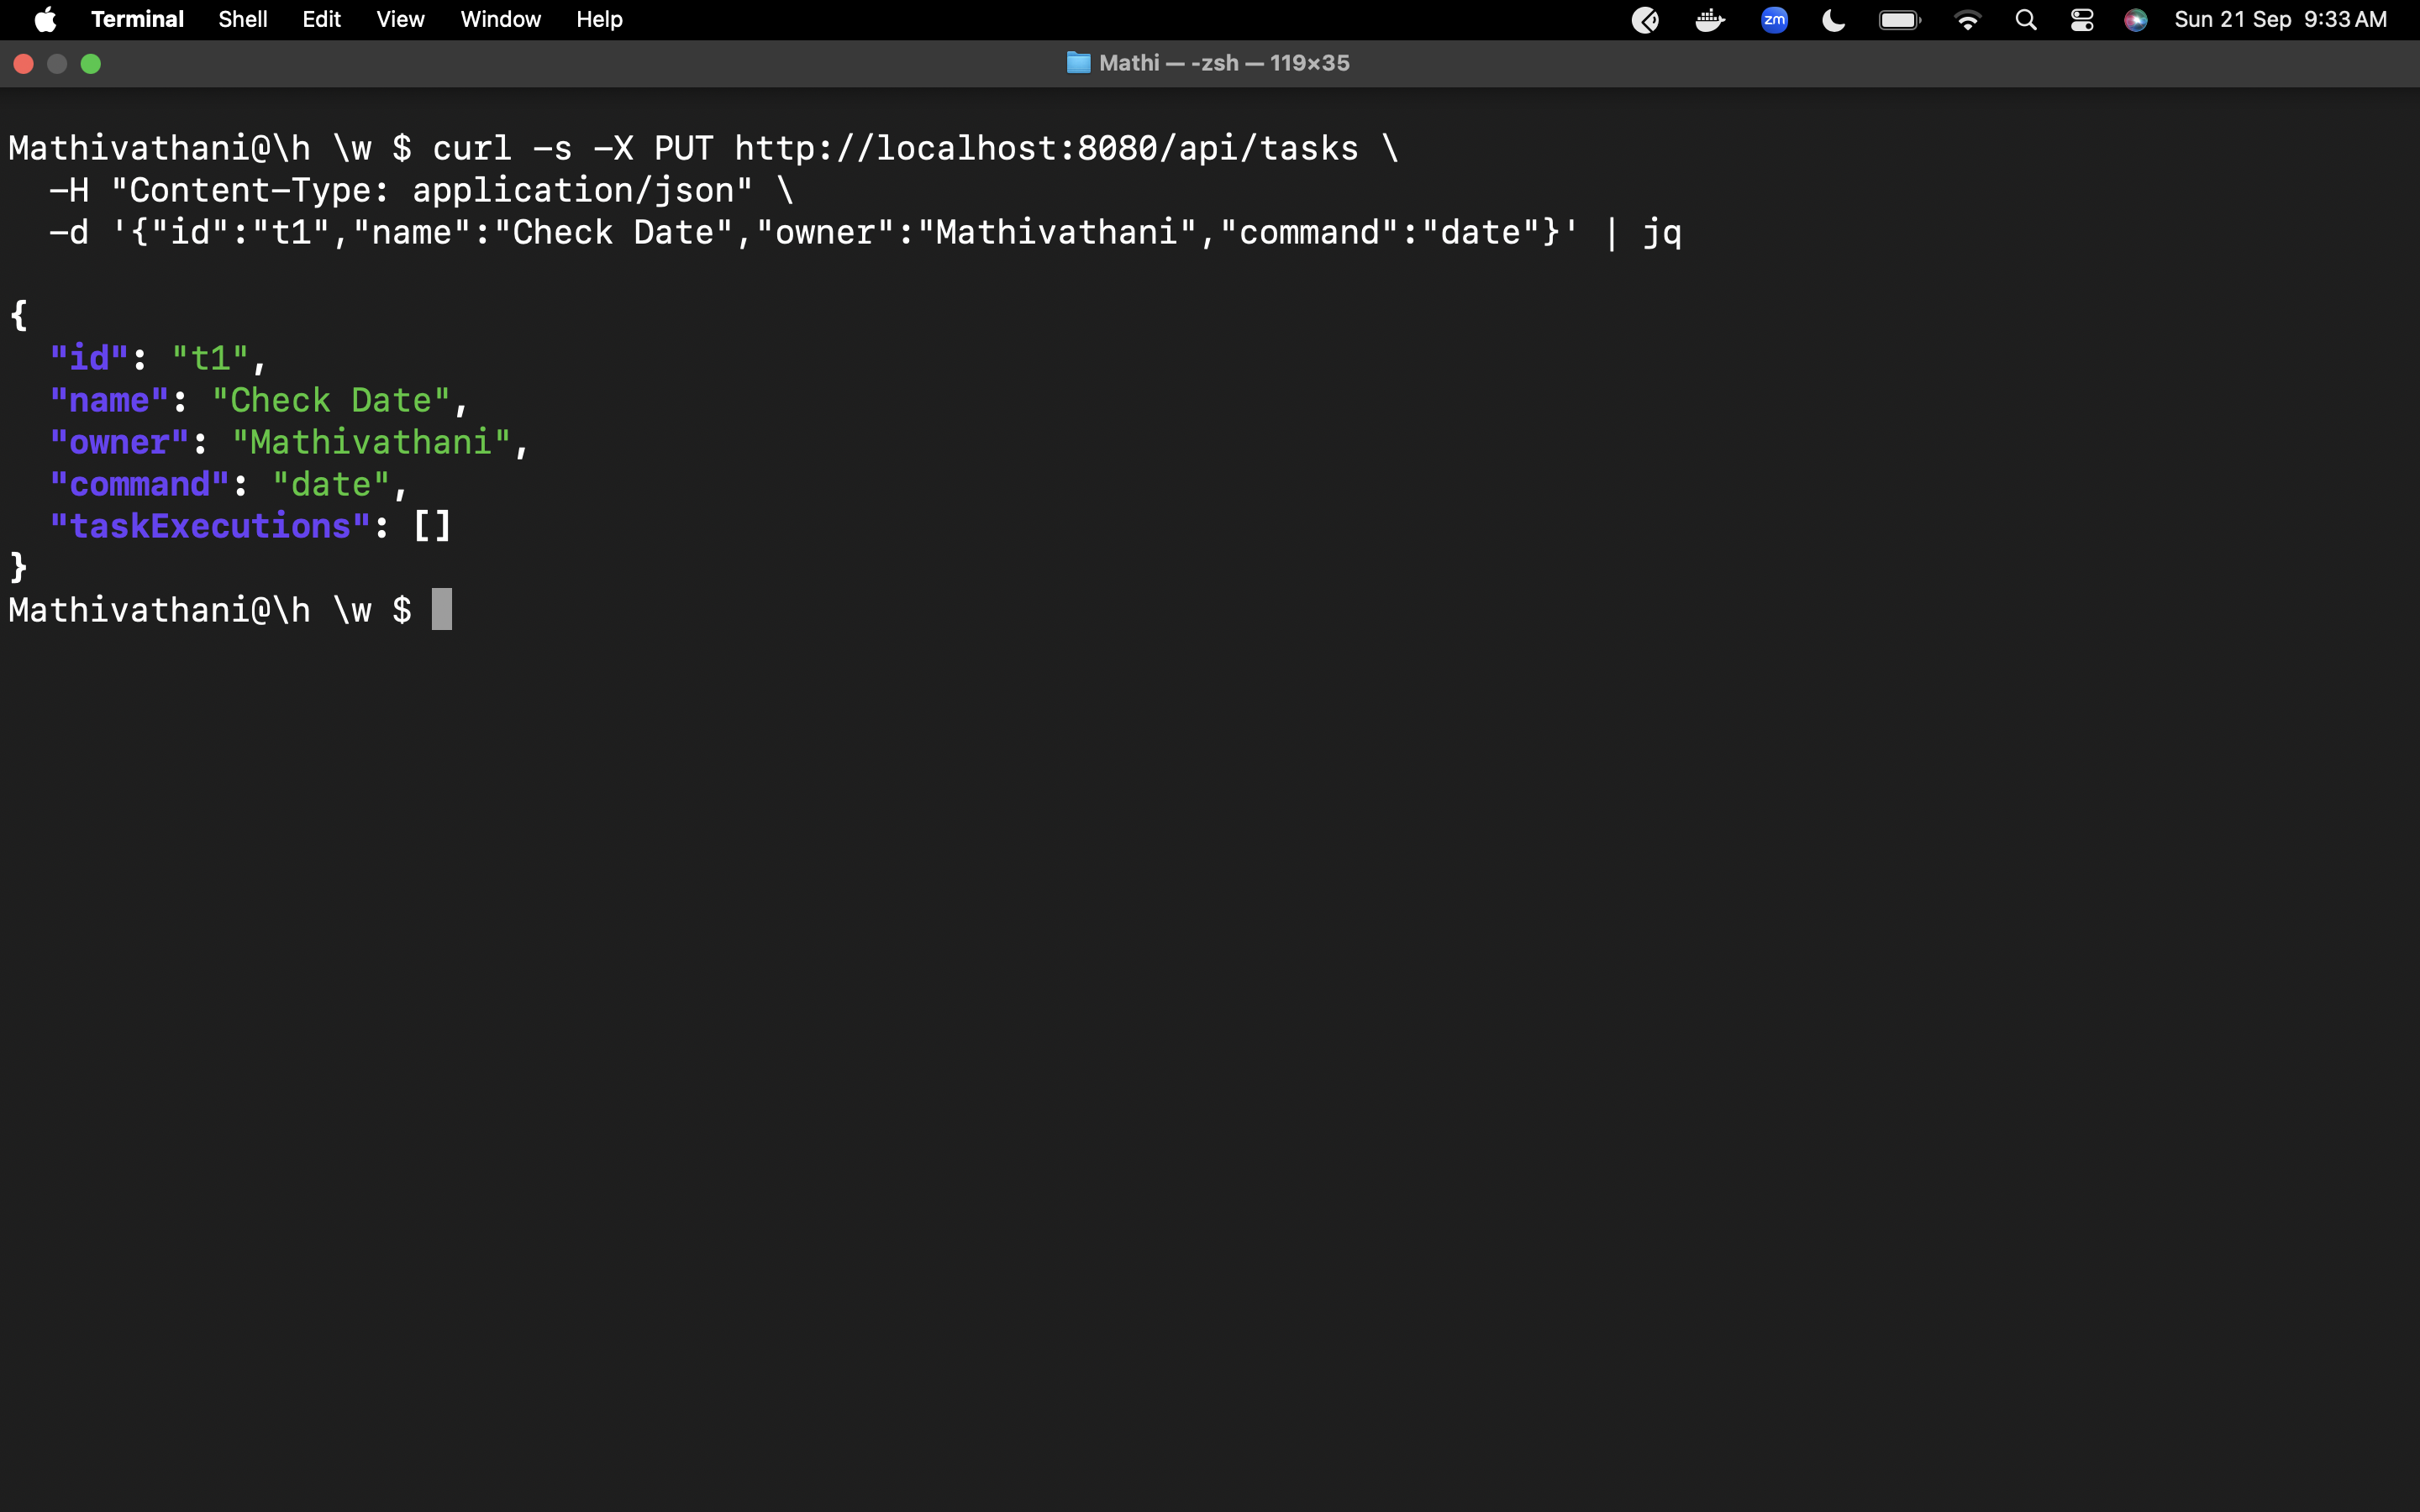 Terminal Shell Edit View Window Help zm Sun 21 Sep 9:33 AM
Mathi — -zsh — 119×35
Mathivathani@\h \w $ curl -s -X PUT http://localhost:8080/api/tasks \
  -H "Content-Type: application/json" \
  -d '{"id":"t1","name":"Check Date","owner":"Mathivathani","command":"date"}' | jq
{
  "id": "t1",
  "name": "Check Date",
  "owner": "Mathivathani",
  "command": "date",
  "taskExecutions": []
}
Mathivathani@\h \w $